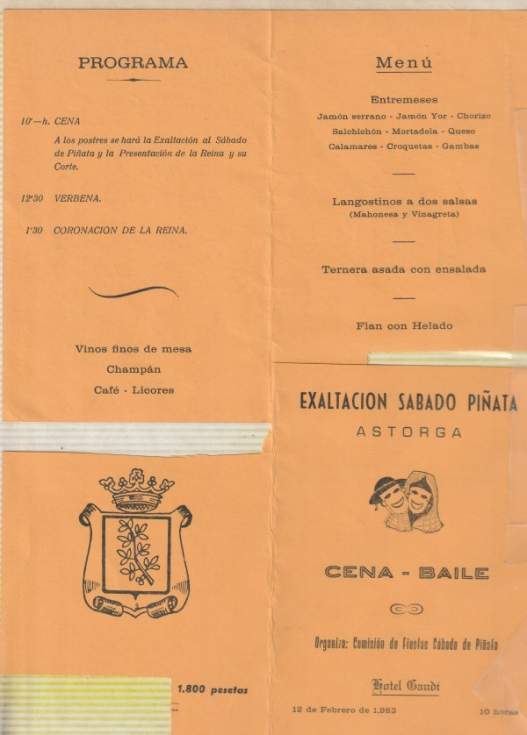 PROGRAMA
10'—h. CENA
A los postres se hará la Exaltación al Sábado
de Piñata y la Presentación de la Reina y su
Corte.
12'30 VERBENA.
1'30 CORONACION DE LA REINA.
Vinos finos de mesa
Champán
Café - Licores
Menú
Entremeses
Jamón serrano - Jamón Yor - Chorizo
Salchichón - Mortadela - Queso
Calamares - Croquetas - Gambas
Langostinos a dos salsas
(Mahonesa y Vinagreta)
Ternera asada con ensalada
Flan con Helado
1.800 pesetas
EXALTACION SABADO PIÑATA
ASTORGA
CENA - BAILE
Organiza: Comisión de Fiestas Sábado de Piñata
Hotel Gaudi
12 de Febrero de 1.983
10 horas